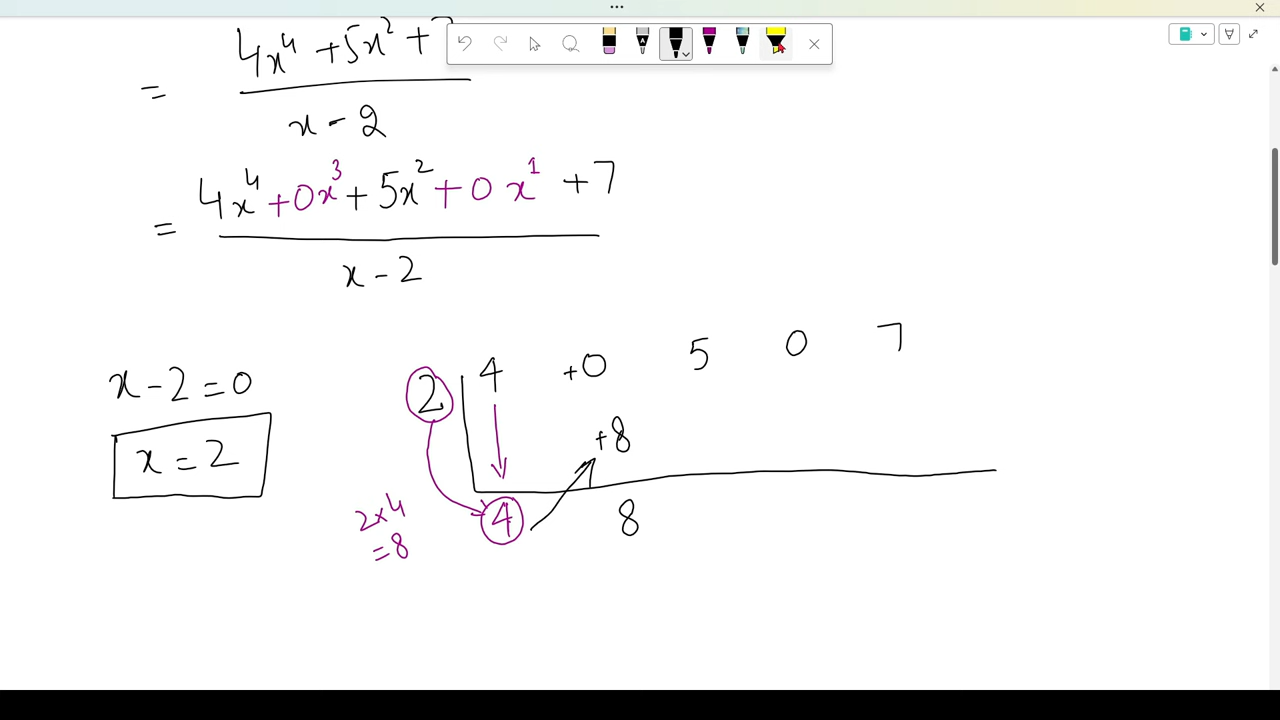 4x⁴ + 5x² + 7
=
x - 2
4x⁴ + 0x³ + 5x² + 0x¹ + 7
=
x - 2
x - 2 = 0
x = 2
2 4 +0 5 0 7
+8
4 8
2×4
=8